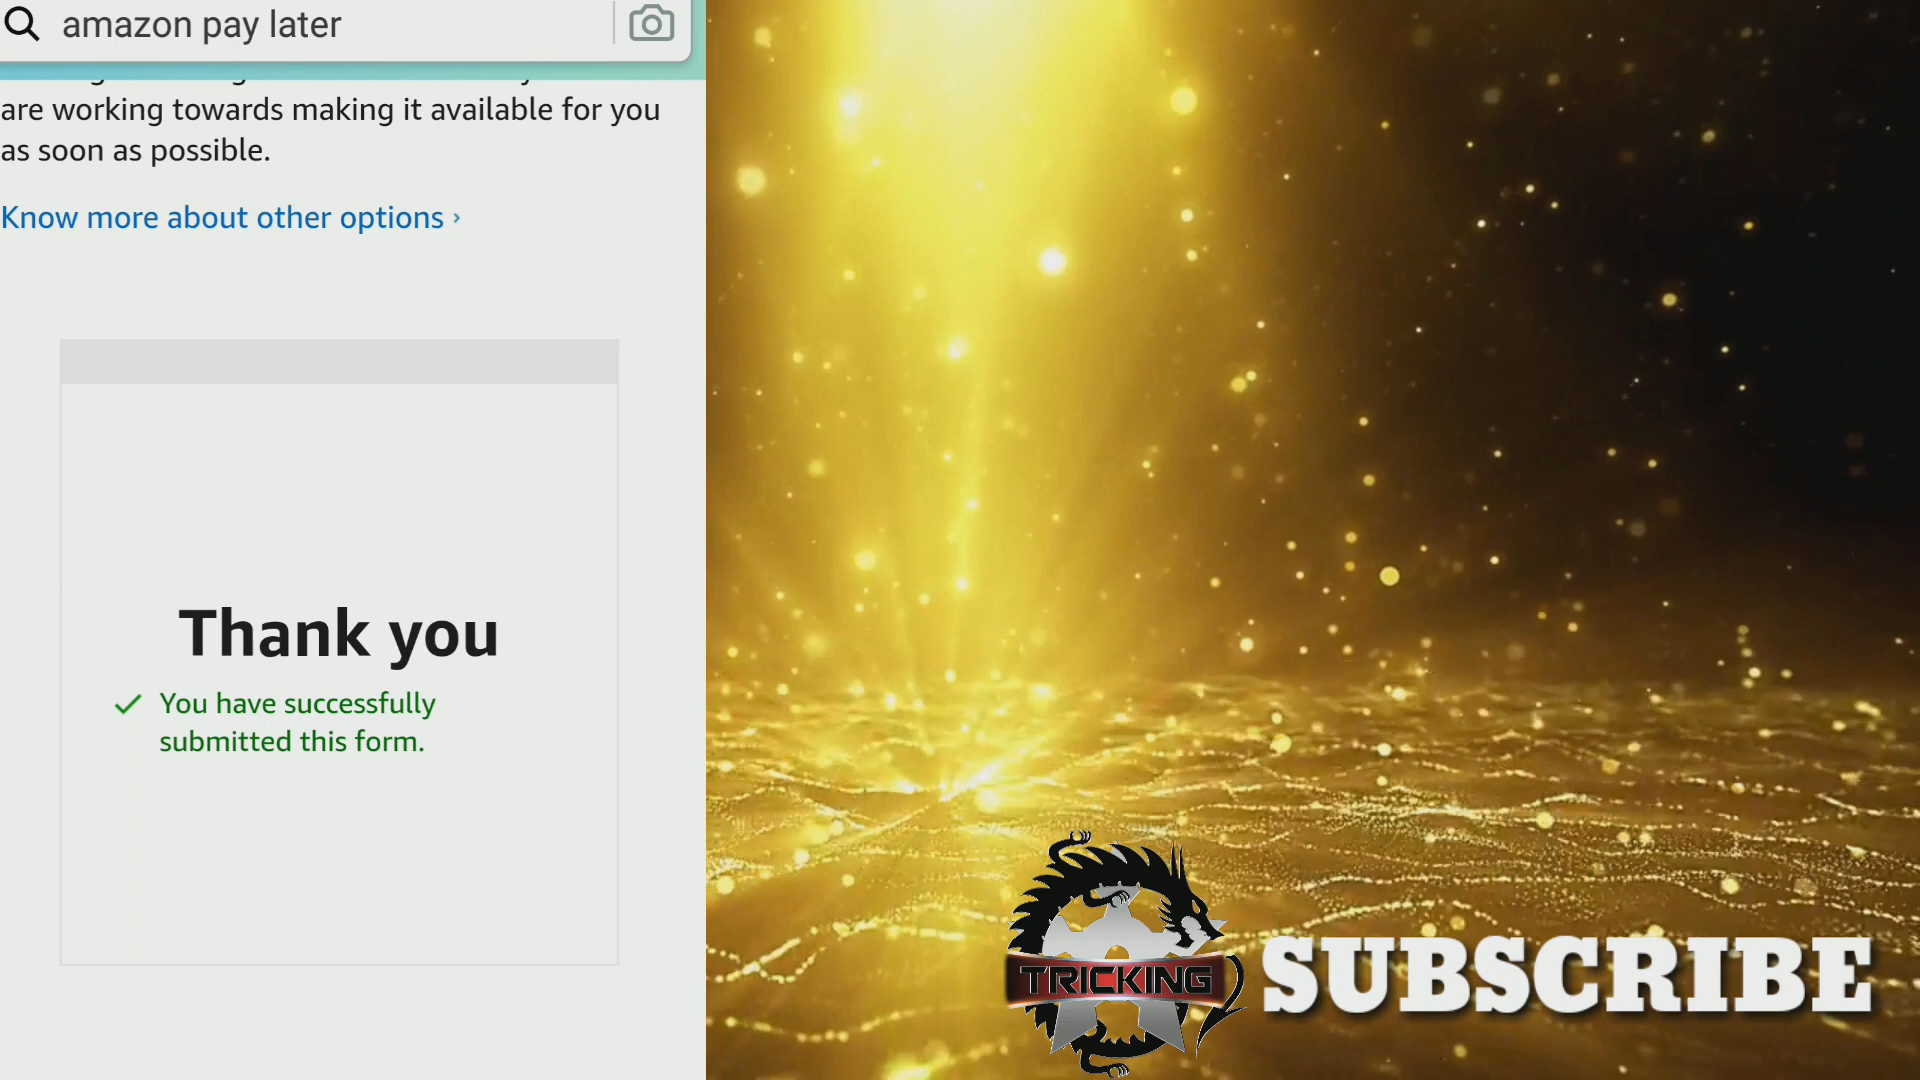 amazon pay later
are working towards making it available for you
as soon as possible.
Know more about other options ›
Thank you
You have successfully
submitted this form.
TRICKING
SUBSCRIBE